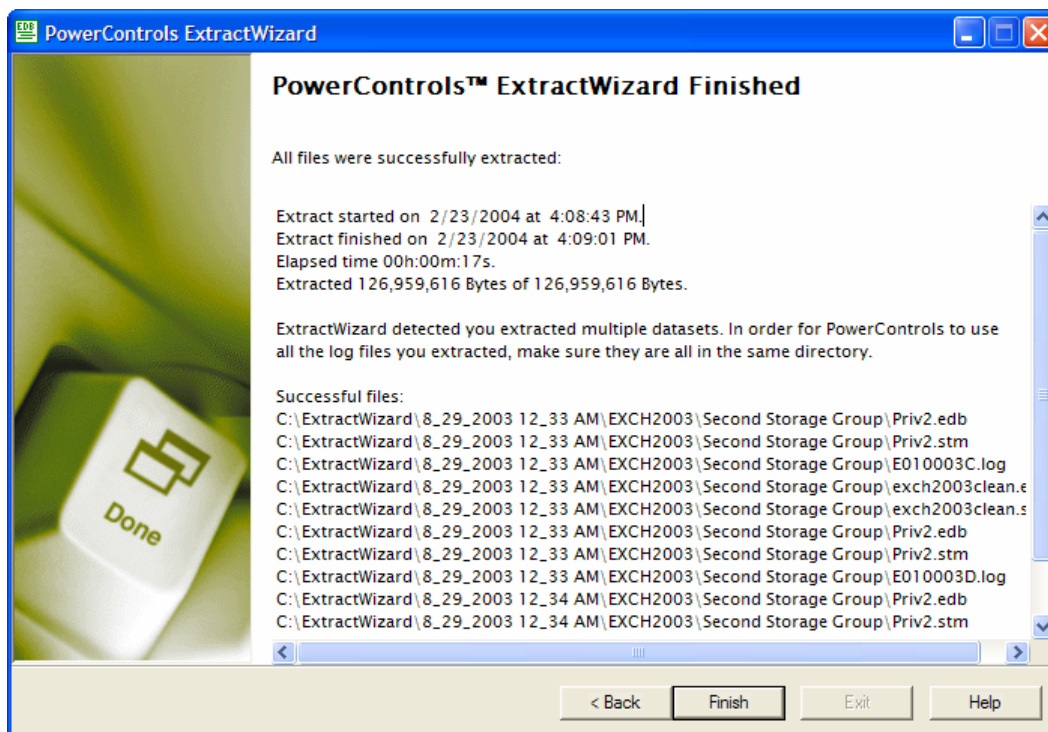 EDB PowerControls ExtractWizard
PowerControls™ ExtractWizard Finished
All files were successfully extracted:
Extract started on 2/23/2004 at 4:08:43 PM.
Extract finished on 2/23/2004 at 4:09:01 PM.
Elapsed time 00h:00m:17s.
Extracted 126,959,616 Bytes of 126,959,616 Bytes.
ExtractWizard detected you extracted multiple datasets. In order for PowerControls to use
all the log files you extracted, make sure they are all in the same directory.
Successful files:
C:\ExtractWizard\8_29_2003 12_33 AM\EXCH2003\Second Storage Group\Priv2.edb
C:\ExtractWizard\8_29_2003 12_33 AM\EXCH2003\Second Storage Group\Priv2.stm
C:\ExtractWizard\8_29_2003 12_33 AM\EXCH2003\Second Storage Group\E010003C.log
C:\ExtractWizard\8_29_2003 12_33 AM\EXCH2003\Second Storage Group\exch2003clean.e
C:\ExtractWizard\8_29_2003 12_33 AM\EXCH2003\Second Storage Group\exch2003clean.s
C:\ExtractWizard\8_29_2003 12_33 AM\EXCH2003\Second Storage Group\Priv2.edb
C:\ExtractWizard\8_29_2003 12_33 AM\EXCH2003\Second Storage Group\Priv2.stm
C:\ExtractWizard\8_29_2003 12_33 AM\EXCH2003\Second Storage Group\E010003D.log
C:\ExtractWizard\8_29_2003 12_34 AM\EXCH2003\Second Storage Group\Priv2.edb
C:\ExtractWizard\8_29_2003 12_34 AM\EXCH2003\Second Storage Group\Priv2.stm
Done
< Back Finish Exit Help